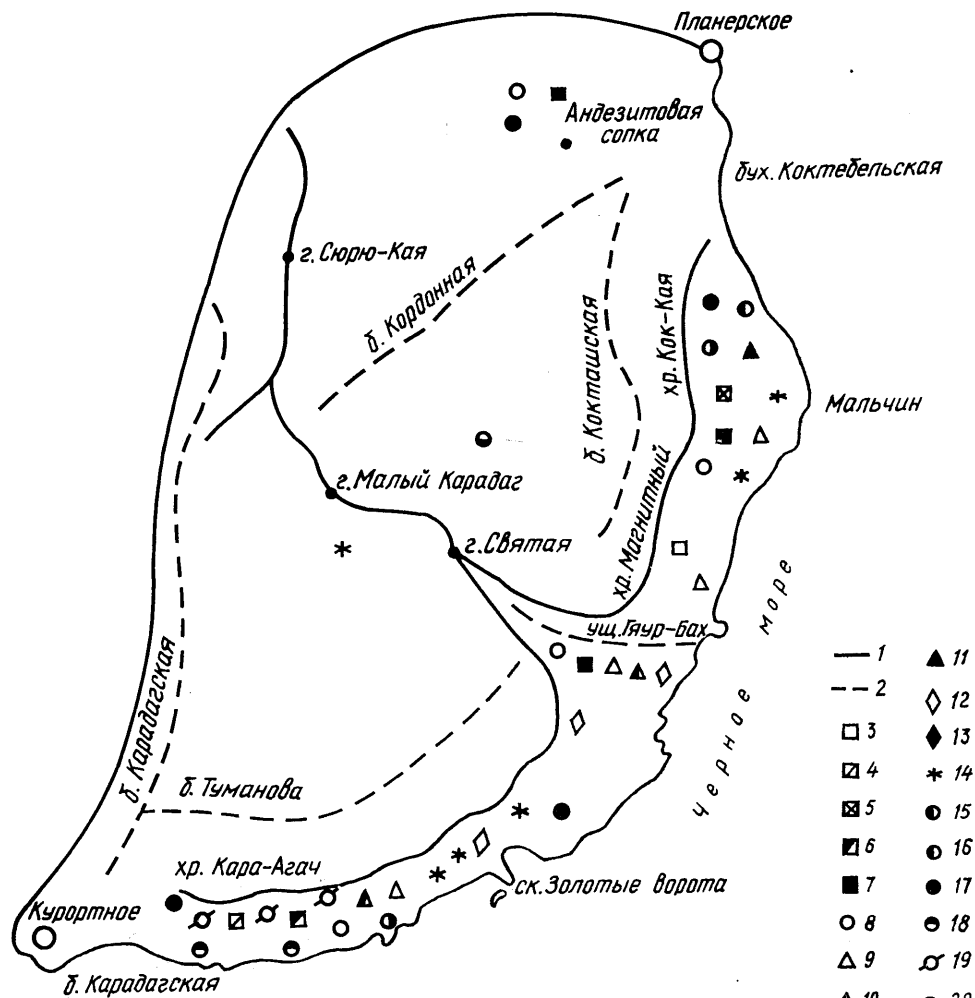 Планерское
Андезитовая
сопка
бух. Коктебельская
г. Сюрю-Кая
б. Кордонная
б. Кокташская
хр. Кок-Кая
Мальчин
г. Малый Карадаг
г. Святая
хр. Магнитный
ущ. Гяур-Бах
Черное море
б. Карадагская
б. Туманова
хр. Кара-Агач
ск. Золотые ворота
Курортное
б. Карадагская
1
2
3
4
5
6
7
8
9
11
12
13
14
15
16
17
18
19